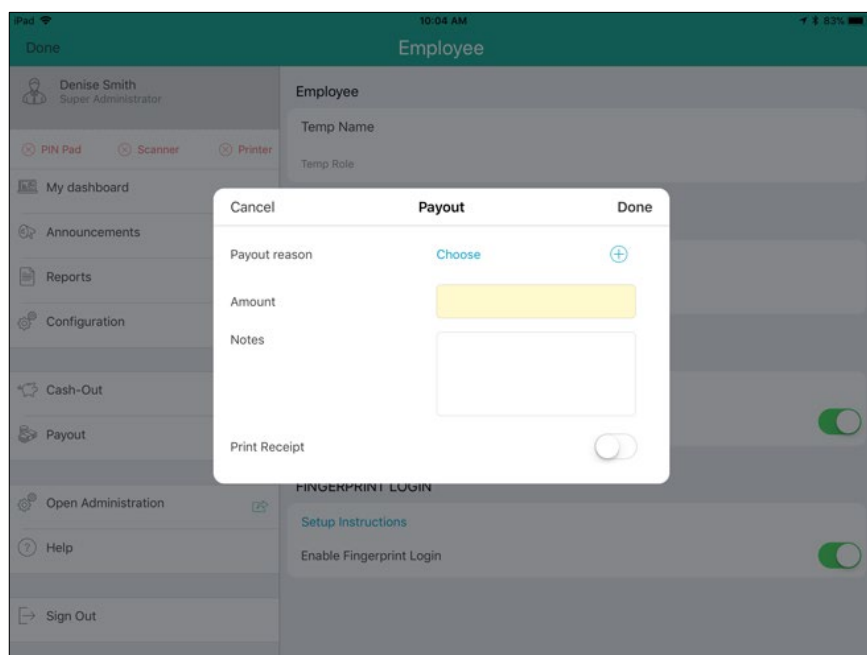 iPad 10:04 AM 83%
Done Employee
Denise Smith
Super Administrator
PIN Pad Scanner Printer
My dashboard
Announcements
Reports
Configuration
Cash-Out
Payout
Open Administration
Help
Sign Out
Employee
Temp Name
Temp Role
Cancel Payout Done
Payout reason Choose
Amount
Notes
Print Receipt
FINGERPRINT LOGIN
Setup Instructions
Enable Fingerprint Login